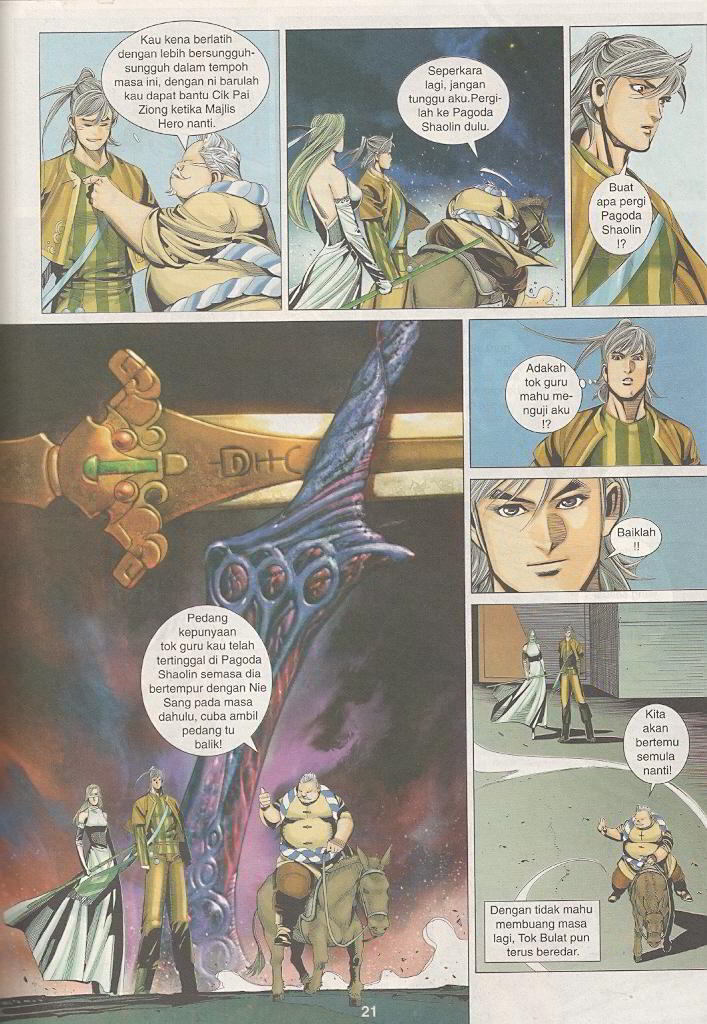 Kau kena berlatih
dengan lebih bersungguh-
sungguh dalam tempoh
masa ini, dengan ni barulah
kau dapat bantu Cik Pai
Ziong ketika Majlis
Hero nanti.
Seperkara
lagi, jangan
tunggu aku.Pergi-
lah ke Pagoda
Shaolin dulu.
Buat
apa pergi
Pagoda
Shaolin
!?
Pedang
kepunyaan
tok guru kau telah
tertinggal di Pagoda
Shaolin semasa dia
bertempur dengan Nie
Sang pada masa
dahulu, cuba ambil
pedang tu
balik!
Adakah
tok guru
mahu me-
nguji aku
!?
Baiklah
!!
Kita
akan
bertemu
semula
nanti!
Dengan tidak mahu
membuang masa
lagi, Tok Bulat pun
terus beredar.
21